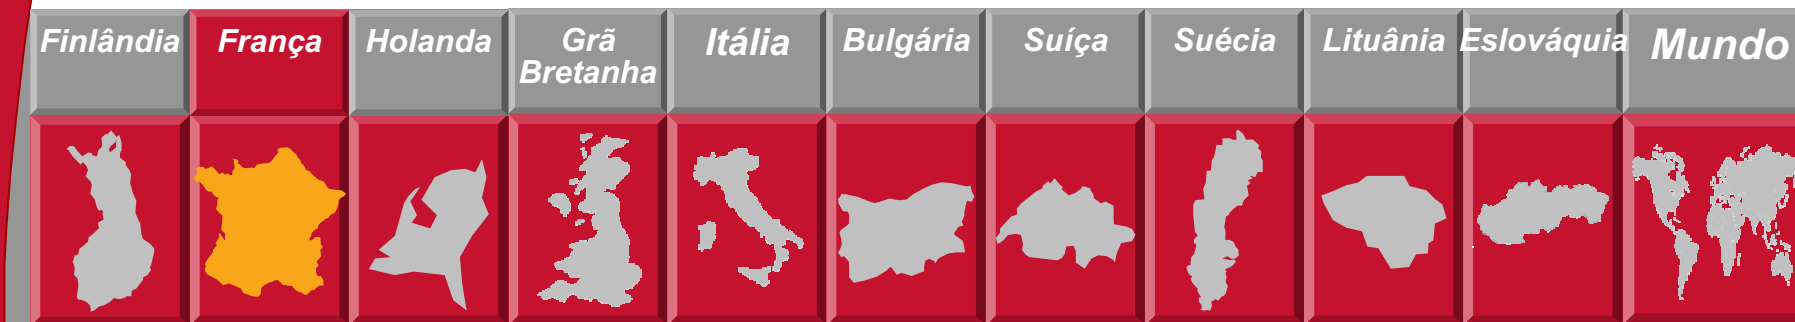 Finlândia
França
Holanda
Grã
Bretanha
Itália
Bulgária
Suíça
Suécia
Lituânia
Eslováquia
Mundo